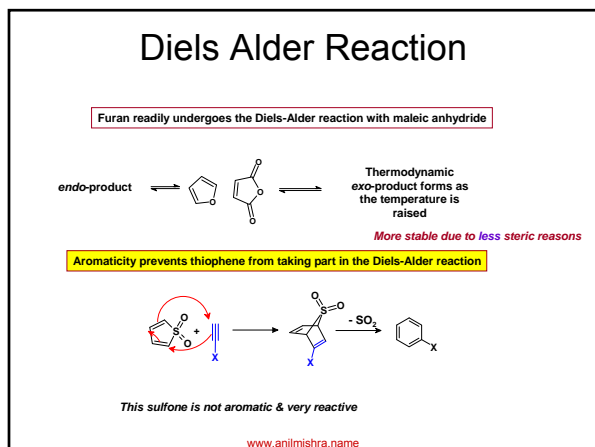 Diels Alder Reaction
Furan readily undergoes the Diels-Alder reaction with maleic anhydride
endo-product
O
O
O
O
Thermodynamic
exo-product forms as
the temperature is
raised
More stable due to less steric reasons
Aromaticity prevents thiophene from taking part in the Diels-Alder reaction
S
O
O
+
X
O
O
S
X
- SO2
X
This sulfone is not aromatic & very reactive
www.anilmishra.name